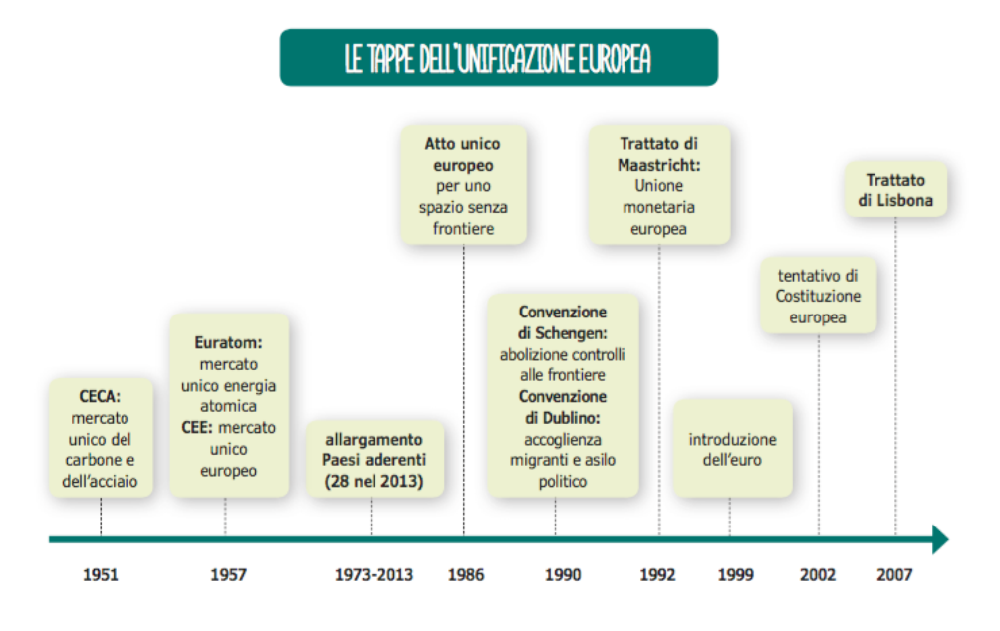 LE TAPPE DELL'UNIFICAZIONE EUROPEA
CECA:
mercato
unico del
carbone e
dell'acciaio
Euratom:
mercato
unico energia
atomica
CEE: mercato
unico
europeo
allargamento
Paesi aderenti
(28 nel 2013)
Atto unico
europeo
per uno
spazio senza
frontiere
Convenzione
di Schengen:
abolizione controlli
alle frontiere
Convenzione
di Dublino:
accoglienza
migranti e asilo
politico
Trattato di
Maastricht:
Unione
monetaria
europea
introduzione
dell'euro
tentativo di
Costituzione
europea
Trattato
di Lisbona
1951
1957
1973-2013
1986
1990
1992
1999
2002
2007